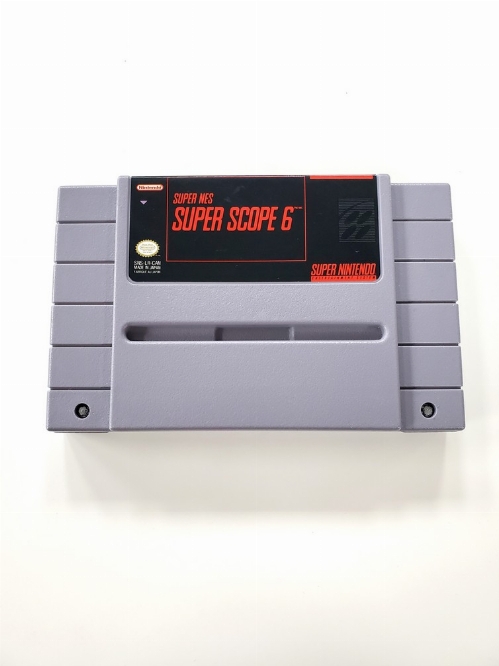 Nintendo
SUPER NES
SUPER SCOPE 6™
SNS-LR-CAN
MADE IN JAPAN
SUPER NINTENDO